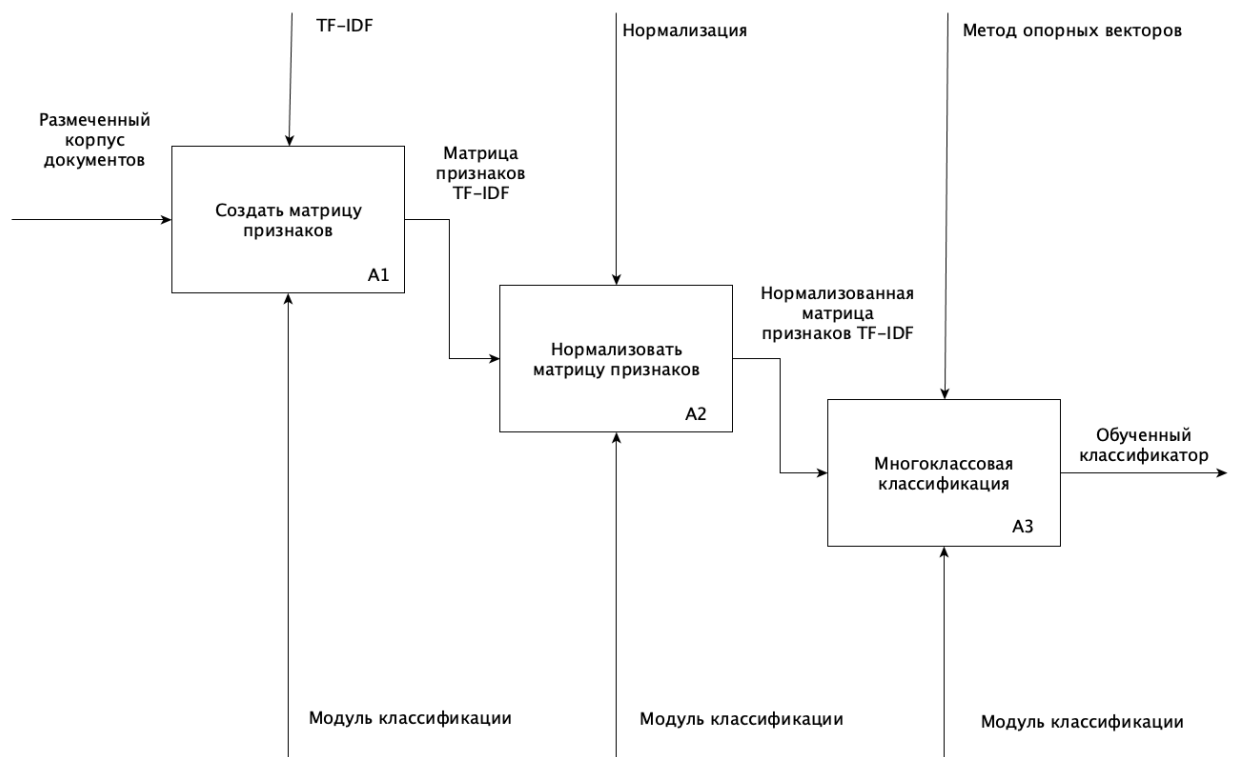 TF-IDF
Нормализация
Метод опорных векторов
Размеченный
корпус
документов
Матрица
признаков
TF-IDF
Создать матрицу
признаков
A1
Нормализованная
матрица
признаков TF-IDF
Нормализовать
матрицу признаков
A2
Обученный
классификатор
Многоклассовая
классификация
A3
Модуль классификации
Модуль классификации
Модуль классификации